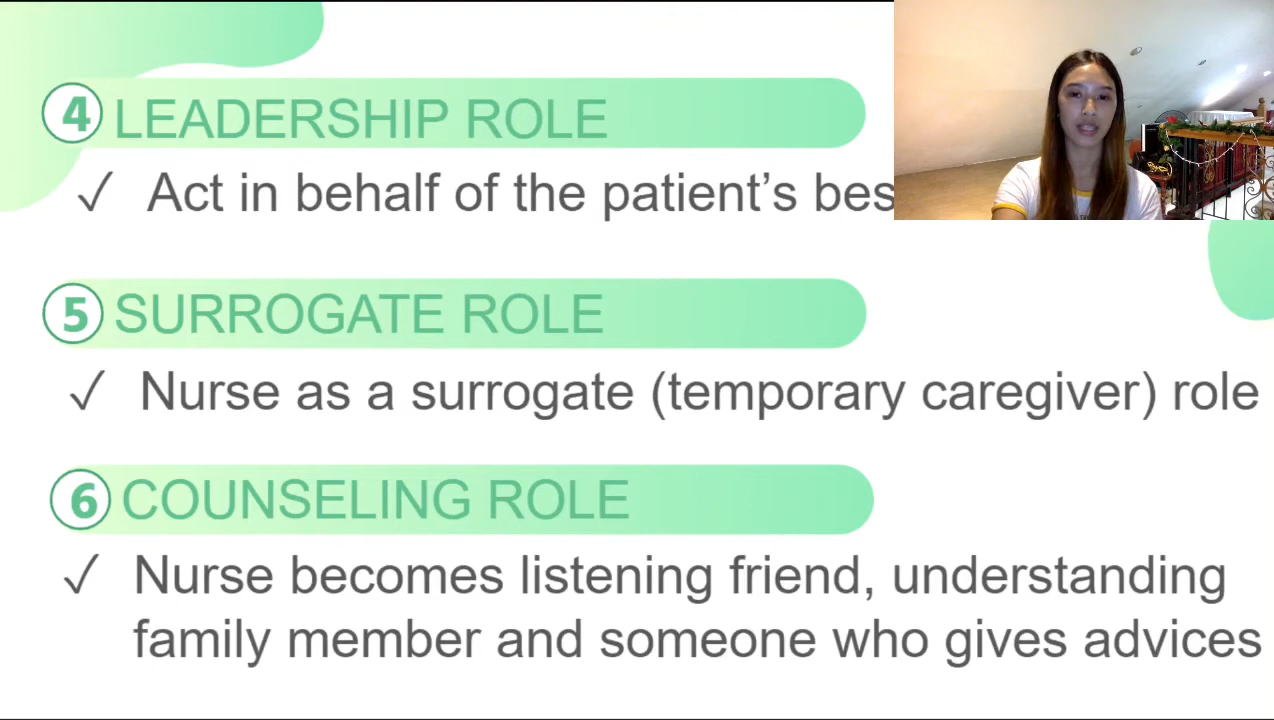 4 LEADERSHIP ROLE
✓ Act in behalf of the patient’s bes
5 SURROGATE ROLE
✓ Nurse as a surrogate (temporary caregiver) role
6 COUNSELING ROLE
✓ Nurse becomes listening friend, understanding
family member and someone who gives advices